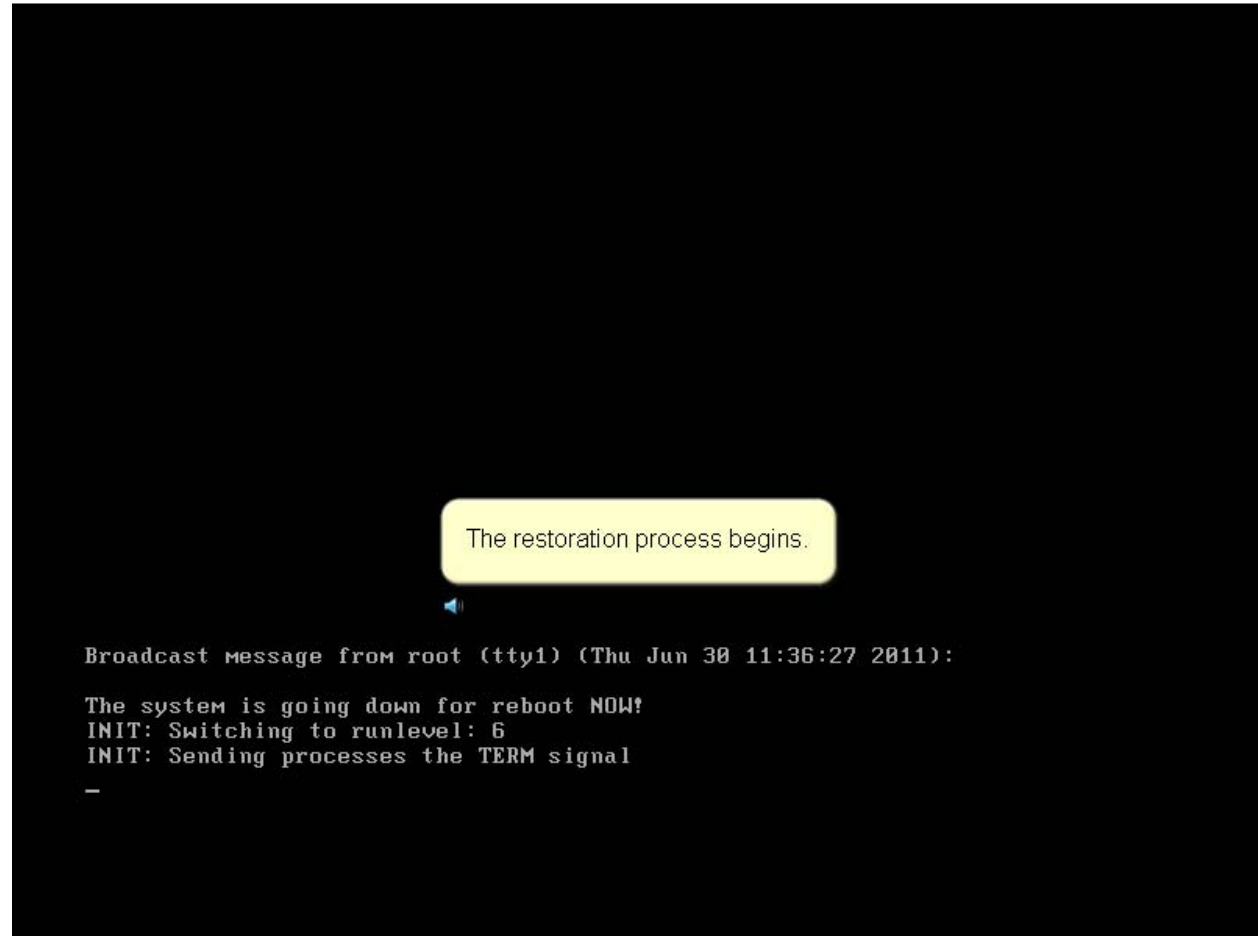 The restoration process begins.
Broadcast message from root (tty1) (Thu Jun 30 11:36:27 2011):
The system is going down for reboot NOW!
INIT: Switching to runlevel: 6
INIT: Sending processes the TERM signal